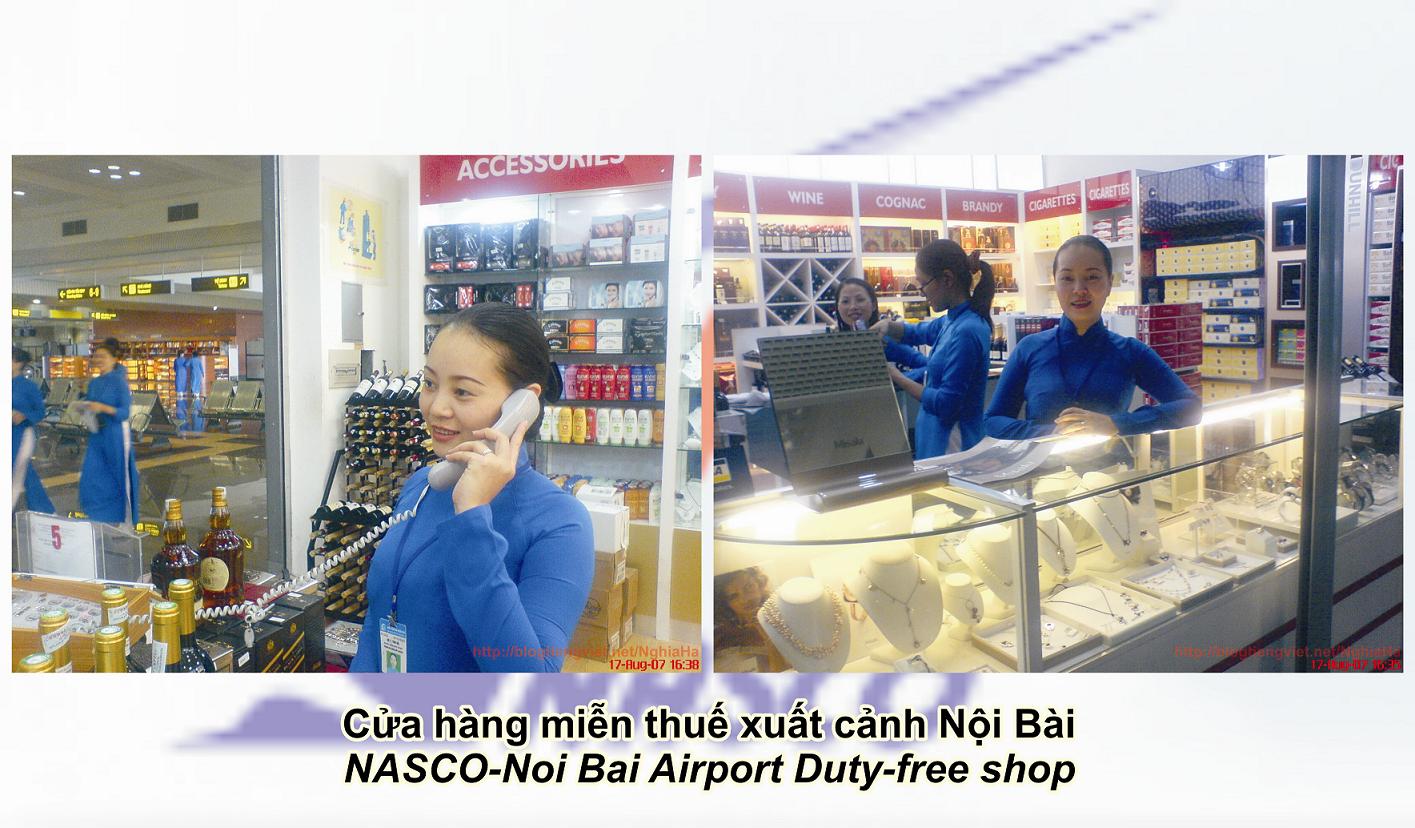 ACCESSORIES
5
http://blogtiengviet.net/NghiaHa
17-Aug-07 16:38
WINE
COGNAC
BRANDY
CIGARETTES
CIGARETTES
CIG
DUNHILL
http://blogtiengviet.net/NghiaHa
17-Aug-07 16:35
NASCO
Cửa hàng miễn thuế xuất cảnh Nội Bài
NASCO-Noi Bai Airport Duty-free shop